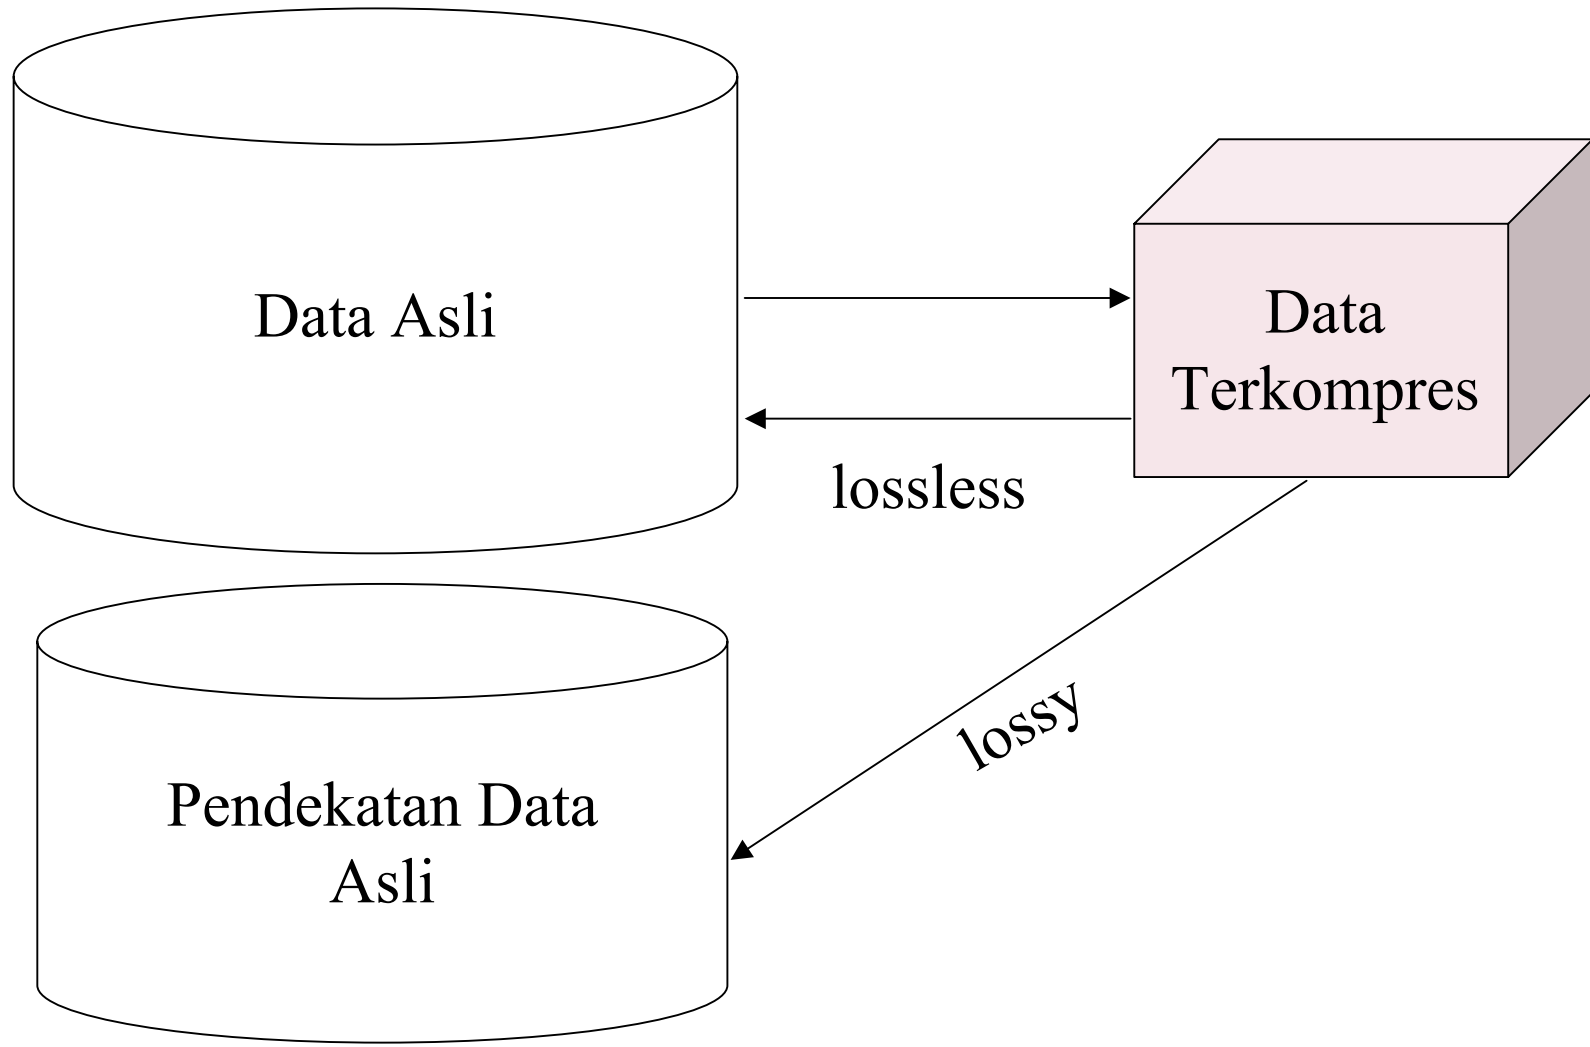 Data Asli
Data
Terkompres
lossless
lossy
Pendekatan Data
Asli